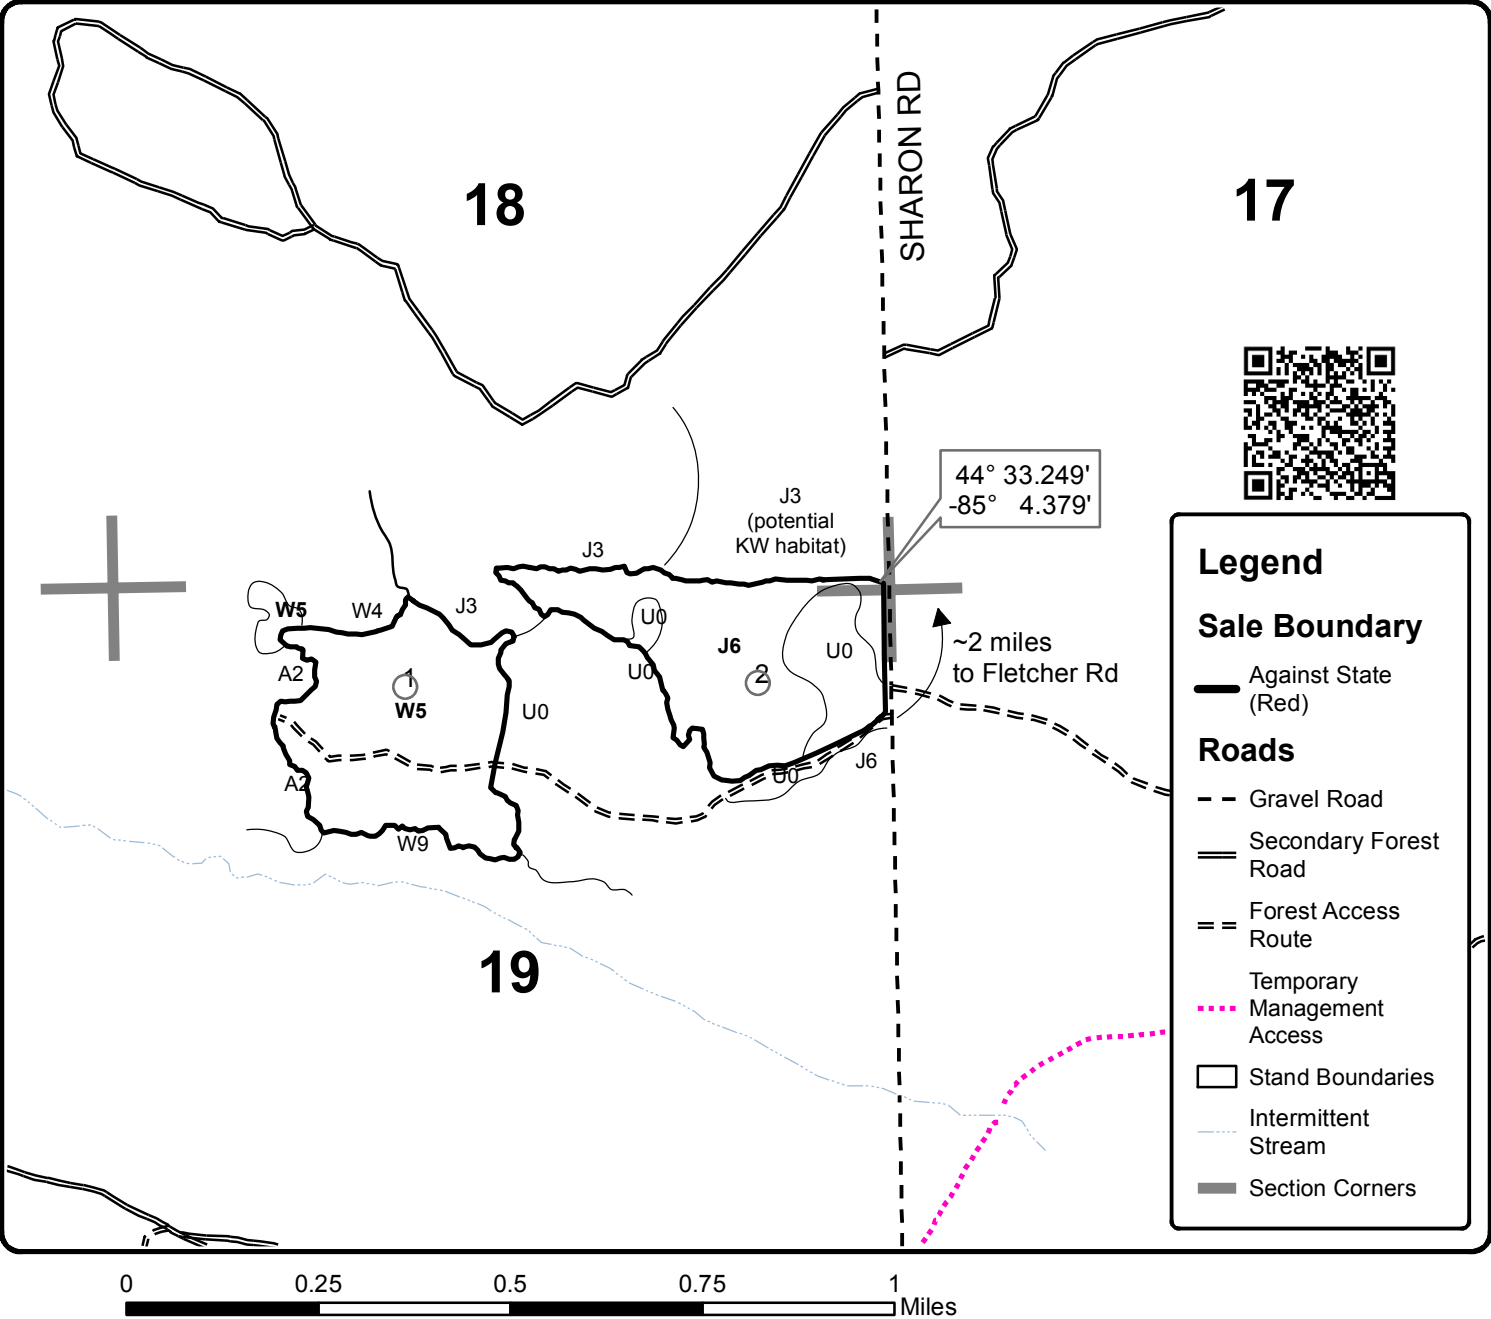 18
17
SHARON RD
44° 33.249'
-85° 4.379'
J3
(potential
KW habitat)
J3
W5
W4
J3
U0
J6
U0
~2 miles
to Fletcher Rd
A2
1
W5
U0
2
U0
J6
A2
U0
W9
19
Legend
Sale Boundary
Against State
(Red)
Roads
Gravel Road
Secondary Forest
Road
Forest Access
Route
Temporary
Management
Access
Stand Boundaries
Intermittent
Stream
Section Corners
0 0.25 0.5 0.75 1
Miles